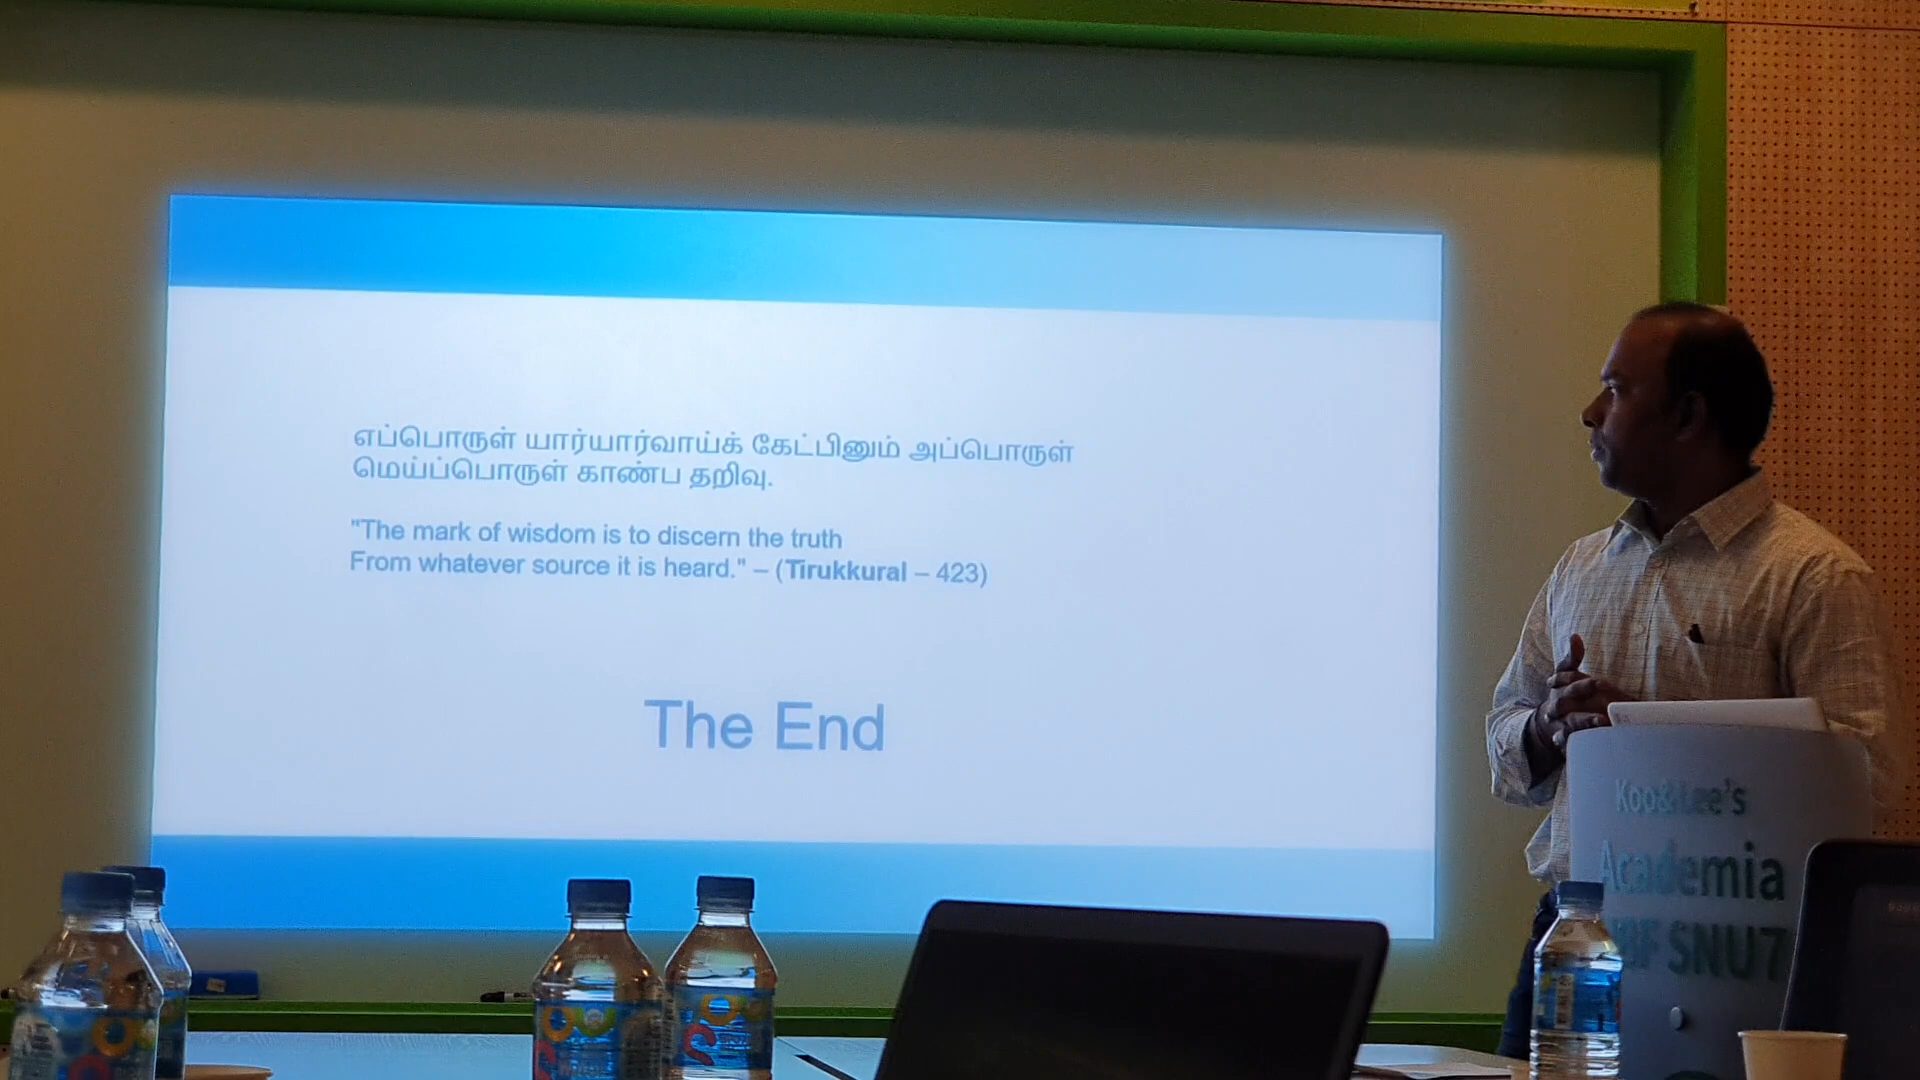 எப்பொருள் யார்யார்வாய்க் கேட்பினும் அப்பொருள்
மெய்ப்பொருள் காண்ப தறிவு.
"The mark of wisdom is to discern the truth
From whatever source it is heard." – (Tirukkural – 423)
The End
Koo&Lee's
Academia
SNU7